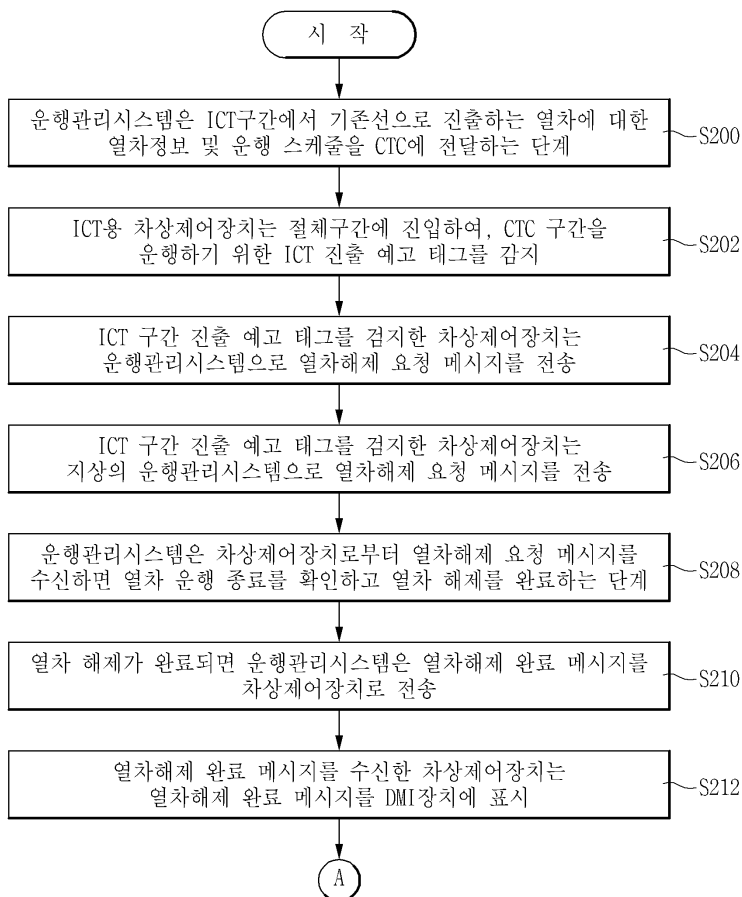 시 작
운행관리시스템은 ICT구간에서 기존선으로 진출하는 열차에 대한
열차정보 및 운행 스케줄을 CTC에 전달하는 단계
S200
ICT용 차상제어장치는 절체구간에 진입하여, CTC 구간을
운행하기 위한 ICT 진출 예고 태그를 감지
S202
ICT 구간 진출 예고 태그를 검지한 차상제어장치는
운행관리시스템으로 열차해제 요청 메시지를 전송
S204
ICT 구간 진출 예고 태그를 검지한 차상제어장치는
지상의 운행관리시스템으로 열차해제 요청 메시지를 전송
S206
운행관리시스템은 차상제어장치로부터 열차해제 요청 메시지를
수신하면 열차 운행 종료를 확인하고 열차 해제를 완료하는 단계
S208
열차 해제가 완료되면 운행관리시스템은 열차해제 완료 메시지를
차상제어장치로 전송
S210
열차해제 완료 메시지를 수신한 차상제어장치는
열차해제 완료 메시지를 DMI장치에 표시
S212
A